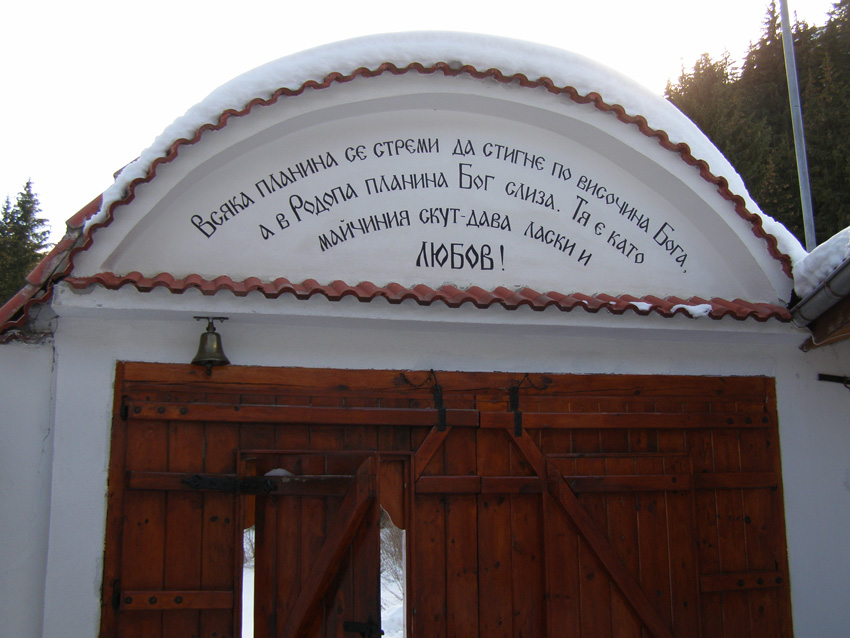 Всяка планина се стреми да стигне по височина Бога,
а в Родопа планина Бог слиза. Тя е като
майчиния скут-дава ласки и
ЛЮБОВ!